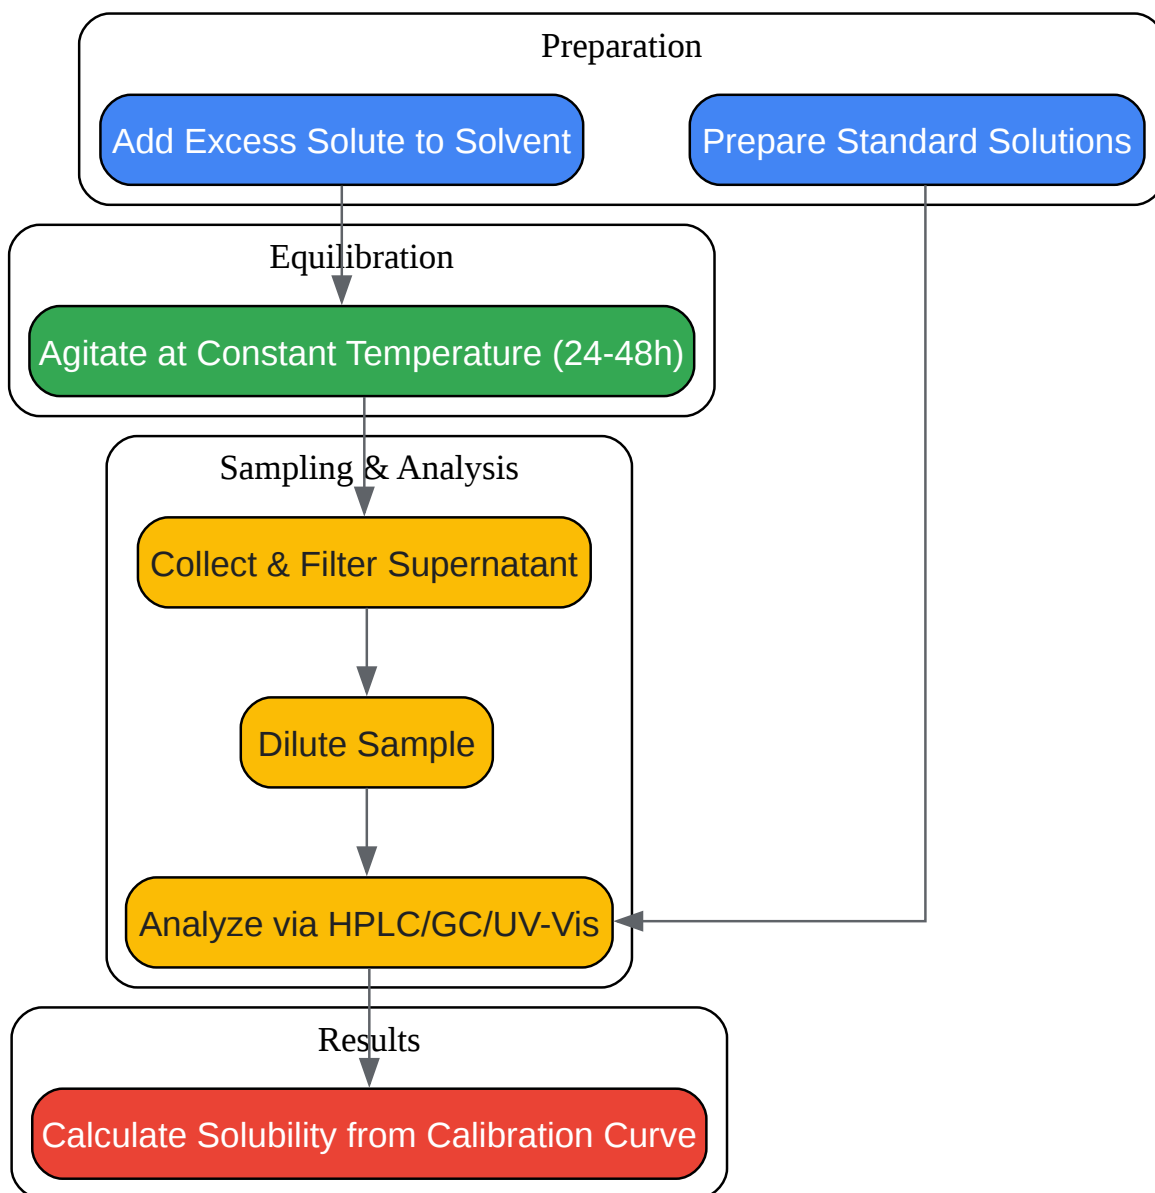 Preparation
Add Excess Solute to Solvent
Prepare Standard Solutions
Equilibration
Agitate at Constant Temperature (24-48h)
Sampling & Analysis
Collect & Filter Supernatant
Dilute Sample
Analyze via HPLC/GC/UV-Vis
Results
Calculate Solubility from Calibration Curve